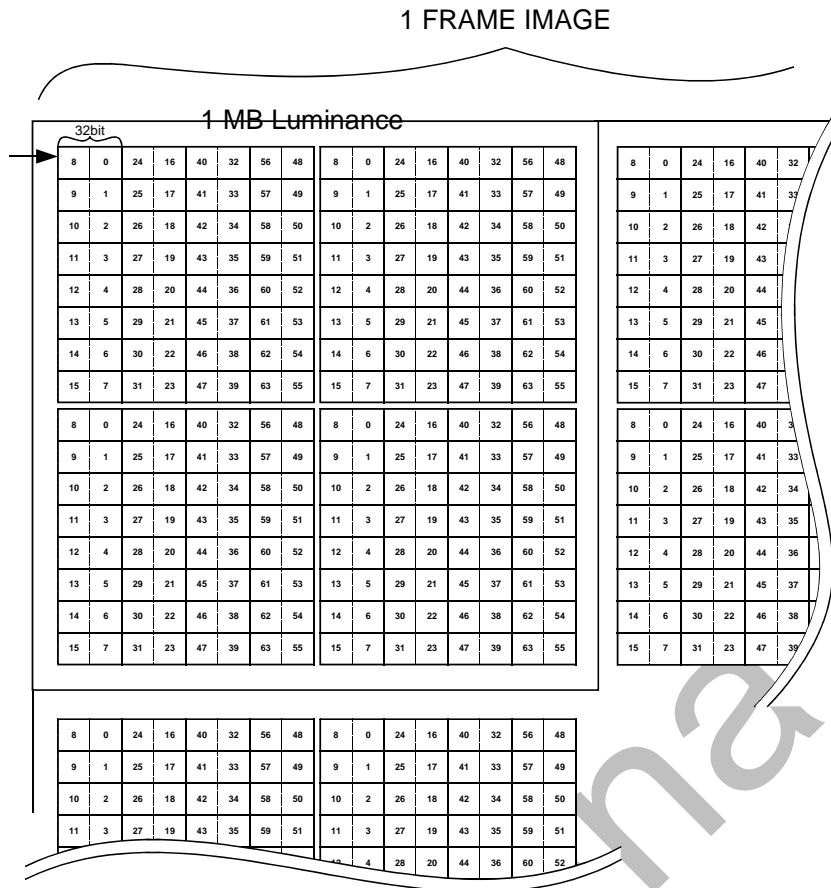 1 FRAME IMAGE
1 MB Luminance
32bit
8 0 24 16 40 32 56 48 8 0 24 16 40 32 56 48 8 0 24 16 40 32
9 1 25 17 41 33 57 49 9 1 25 17 41 33 57 49 9 1 25 17 41 33
10 2 26 18 42 34 58 50 10 2 26 18 42 34 58 50 10 2 26 18 42
11 3 27 19 43 35 59 51 11 3 27 19 43 35 59 51 11 3 27 19 43
12 4 28 20 44 36 60 52 12 4 28 20 44 36 60 52 12 4 28 20 44
13 5 29 21 45 37 61 53 13 5 29 21 45 37 61 53 13 5 29 21 45
14 6 30 22 46 38 62 54 14 6 30 22 46 38 62 54 14 6 30 22 46
15 7 31 23 47 39 63 55 15 7 31 23 47 39 63 55 15 7 31 23 47
8 0 24 16 40 32 56 48 8 0 24 16 40 32 56 48 8 0 24 16 40
9 1 25 17 41 33 57 49 9 1 25 17 41 33 57 49 9 1 25 17 41 33
10 2 26 18 42 34 58 50 10 2 26 18 42 34 58 50 10 2 26 18 42 34
11 3 27 19 43 35 59 51 11 3 27 19 43 35 59 51 11 3 27 19 43 35
12 4 28 20 44 36 60 52 12 4 28 20 44 36 60 52 12 4 28 20 44 36
13 5 29 21 45 37 61 53 13 5 29 21 45 37 61 53 13 5 29 21 45 37
14 6 30 22 46 38 62 54 14 6 30 22 46 38 62 54 14 6 30 22 46 38
15 7 31 23 47 39 63 55 15 7 31 23 47 39 63 55 15 7 31 23 47 39
8 0 24 16 40 32 56 48 8 0 24 16 40 32 56 48
9 1 25 17 41 33 57 49 9 1 25 17 41 33 57 49
10 2 26 18 42 34 58 50 10 2 26 18 42 34 58 50
11 3 27 19 43 35 59 51 11 3 27 19 43 35 59 51
4 28 20 44 36 60 52
na